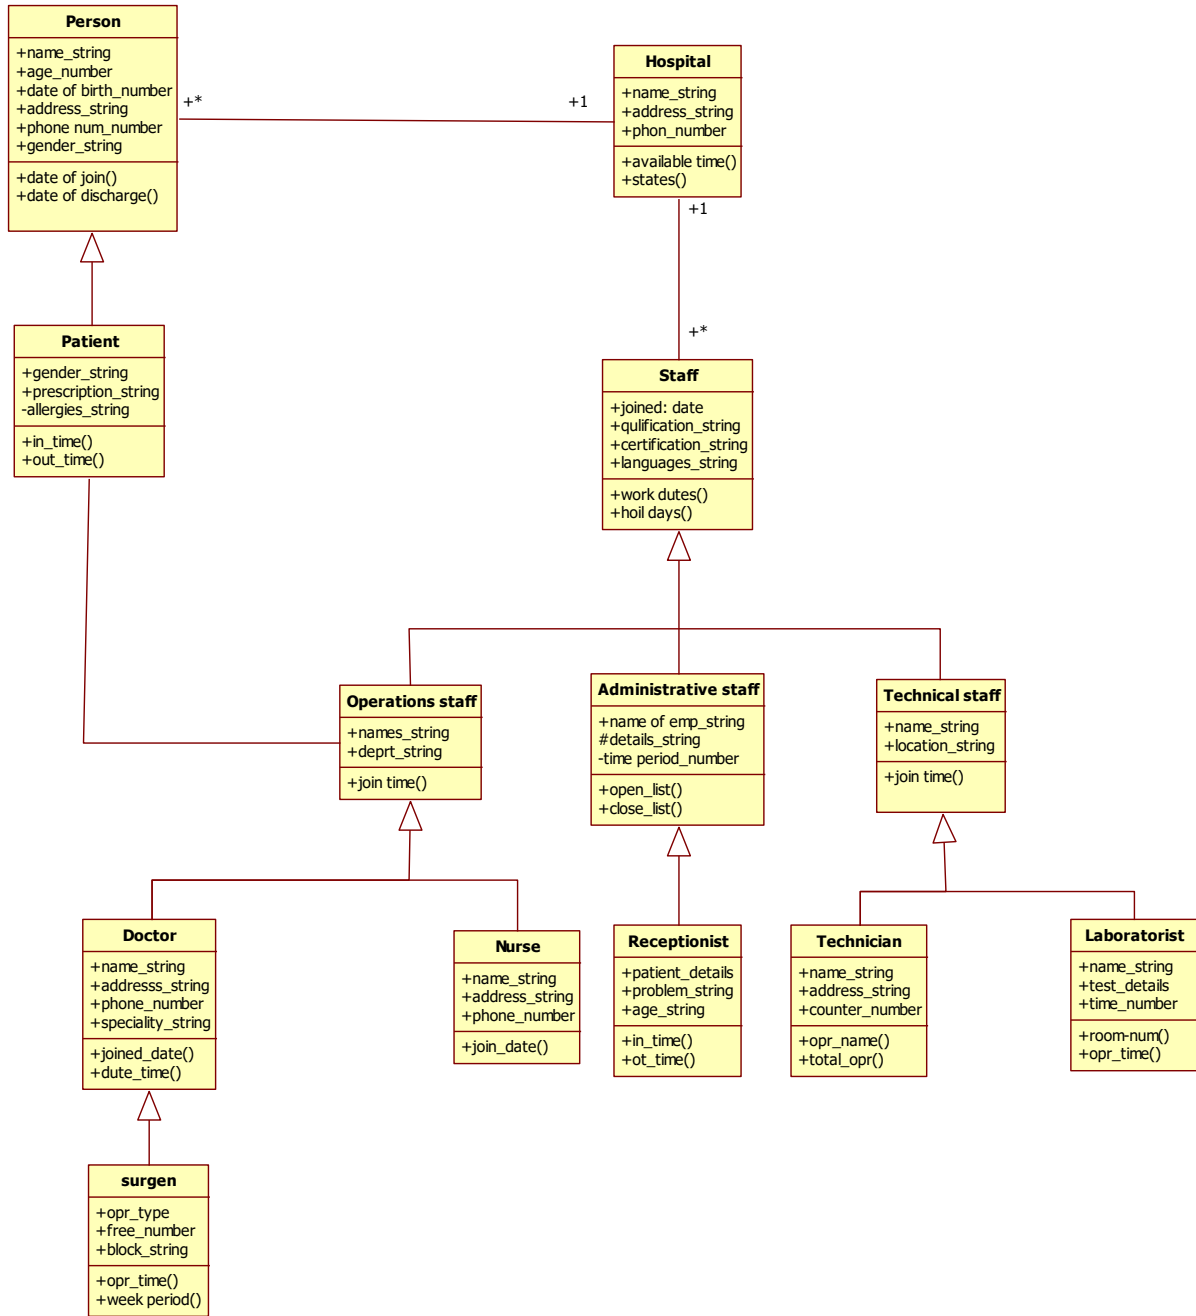 Person
+name_string
+age_number
+date of birth_number
+address_string
+phone num_number
+gender_string
+date of join()
+date of discharge()
+*
+1
Hospital
+name_string
+address_string
+phon_number
+available time()
+states()
+1
+*
Patient
+gender_string
+prescription_string
-allergies_string
+in_time()
+out_time()
Staff
+joined: date
+qulification_string
+certification_string
+languages_string
+work dutes()
+hoil days()
Operations staff
+names_string
+deprt_string
+join time()
Administrative staff
+name of emp_string
#details_string
-time period_number
+open_list()
+close_list()
Technical staff
+name_string
+location_string
+join time()
Doctor
+name_string
+addresss_string
+phone_number
+speciality_string
+joined_date()
+dute_time()
Nurse
+name_string
+address_string
+phone_number
+join_date()
Receptionist
+patient_details
+problem_string
+age_string
+in_time()
+ot_time()
Technician
+name_string
+address_string
+counter_number
+opr_name()
+total_opr()
Laboratorist
+name_string
+test_details
+time_number
+room-num()
+opr_time()
surgen
+opr_type
+free_number
+block_string
+opr_time()
+week period()